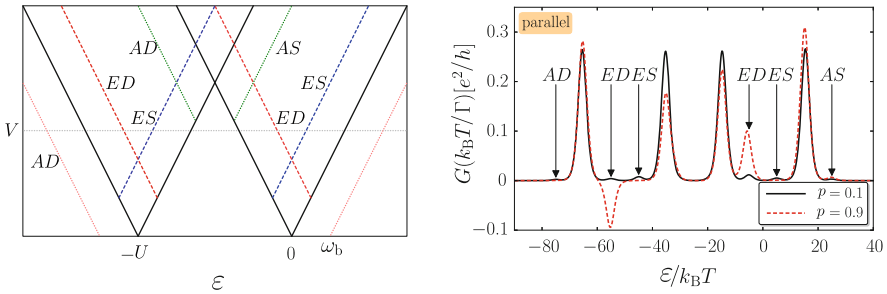 AD
AS
ED
ES
ES
ED
V
AD
−U
0
ω_b
ε
parallel
0.3
0.2
0.1
0
−0.1
G(k_BT/Γ)[e²/h]
AD
ED
ES
ED
ES
AS
p = 0.1
p = 0.9
−80
−60
−40
−20
0
20
40
ε/k_BT